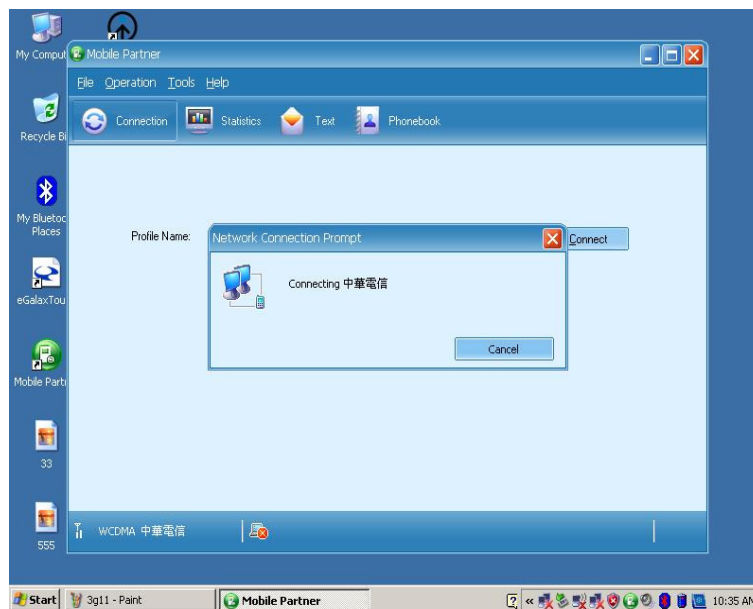 My Comput
Mobile Partner
File Operation Tools Help
Connection Statistics Text Phonebook
Recycle Bi
My Bluetoc
Places
Profile Name:
Connect
Network Connection Prompt
Connecting 中華電信
Cancel
eGalaxTou
Mobile Partn
33
555
WCDMA 中華電信
Start
3g11 - Paint
Mobile Partner
10:35 AM